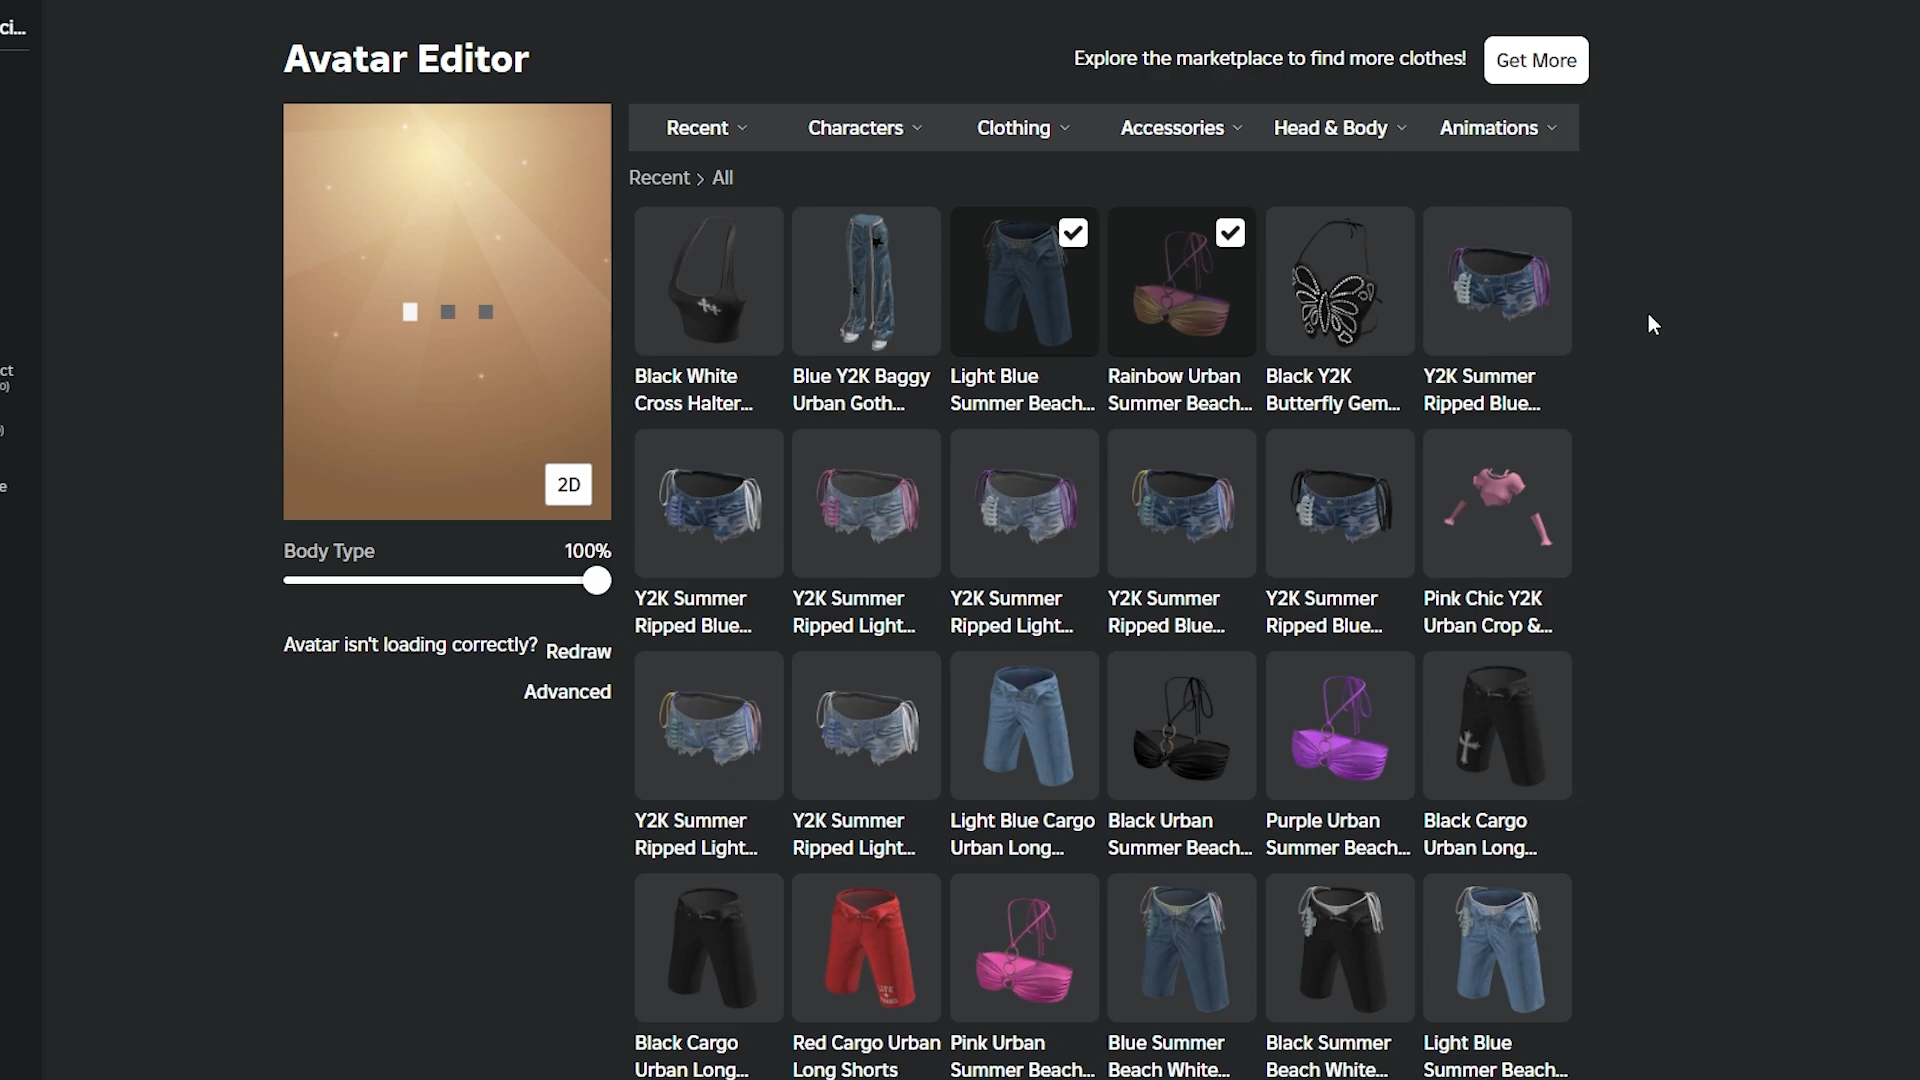 ci...
Avatar Editor
Explore the marketplace to find more clothes!
Get More
Recent
Characters
Clothing
Accessories
Head & Body
Animations
Recent > All
2D
Body Type
100%
Avatar isn't loading correctly?
Redraw
Advanced
ct
e
Black White
Cross Halter...
Blue Y2K Baggy
Urban Goth...
Light Blue
Summer Beach...
Rainbow Urban
Summer Beach...
Black Y2K
Butterfly Gem...
Y2K Summer
Ripped Blue...
Y2K Summer
Ripped Blue...
Y2K Summer
Ripped Light...
Y2K Summer
Ripped Light...
Y2K Summer
Ripped Blue...
Y2K Summer
Ripped Blue...
Pink Chic Y2K
Urban Crop &...
Y2K Summer
Ripped Light...
Y2K Summer
Ripped Light...
Light Blue Cargo
Urban Long...
Black Urban
Summer Beach...
Purple Urban
Summer Beach...
Black Cargo
Urban Long...
Black Cargo
Urban Long...
Red Cargo Urban
Long Shorts
Pink Urban
Summer Beach...
Blue Summer
Beach White...
Black Summer
Beach White...
Light Blue
Summer Beach...